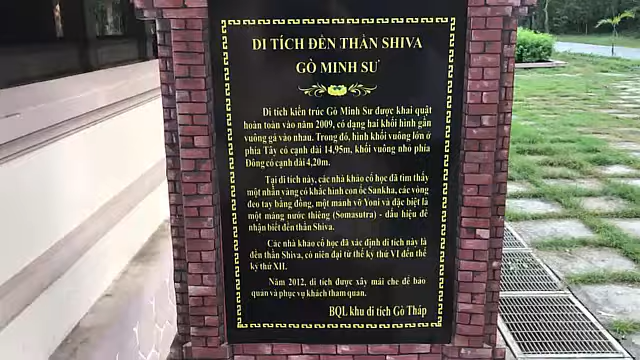 DI TÍCH ĐỀN THẦN SHIVA
GÒ MINH SƯ
Di tích kiến trúc Gò Minh Sư được khai quật
hoàn toàn vào năm 2009, có dạng hai khối hình gần
vuông gá vào nhau. Trong đó, hình khối vuông lớn ở
phía Tây có cạnh dài 14,95m, khối vuông nhỏ phía
Đông có cạnh dài 4,20m.
Tại di tích này, các nhà khảo cổ học đã tìm thấy
một nhẫn vàng có khắc hình con ốc Sankha, các vòng
đeo tay bằng đồng, một mảnh vỡ Yoni và đặc biệt là
một máng nước thiêng (Somasutra) - dấu hiệu để
nhận biết đền thần Shiva.
Các nhà khảo cổ học đã xác định di tích này là
đền thần Shiva, có niên đại từ thế kỷ thứ VI đến thế
kỷ thứ XII.
Năm 2012, di tích được xây mái che để bảo
quản và phục vụ khách tham quan.
BQL khu di tích Gò Tháp